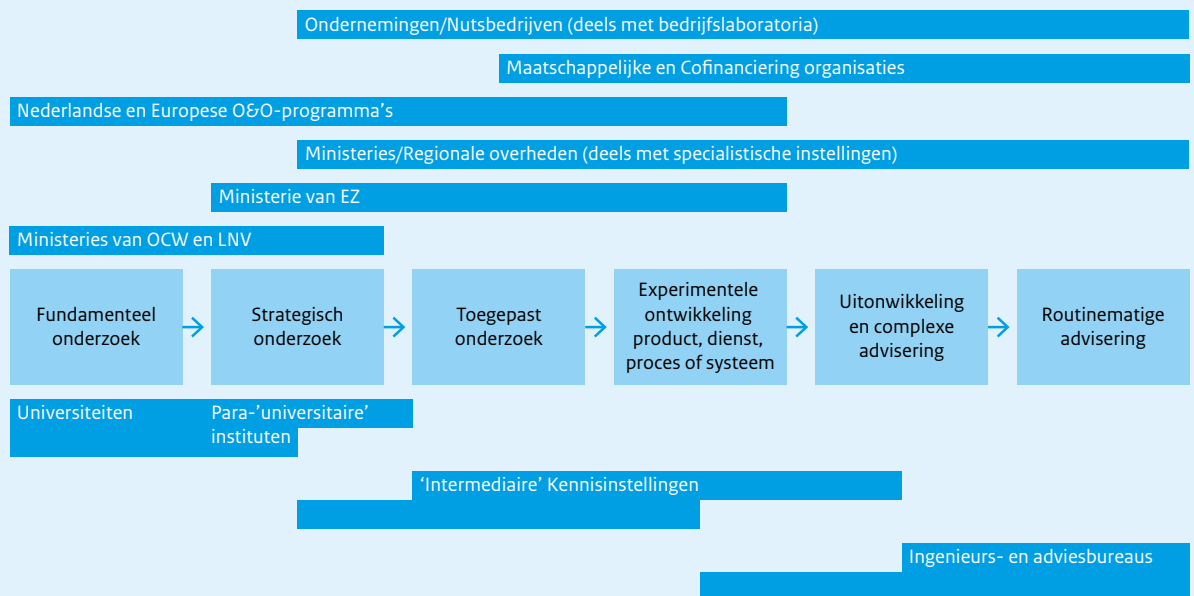 Ondernemingen/Nutsbedrijven (deels met bedrijfslaboratoria)
Maatschappelijke en Cofinanciering organisaties
Nederlandse en Europese O&O-programma's
Ministeries/Regionale overheden (deels met specialistische instellingen)
Ministerie van EZ
Ministeries van OCW en LNV
Fundamenteel
onderzoek
Strategisch
onderzoek
Toegepast
onderzoek
Experimentele
ontwikkeling
product, dienst,
proces of systeem
Uitonwikkeling
en complexe
advisering
Routinematige
advisering
Universiteiten
Para-'universitaire'
instituten
'Intermediaire' Kennisinstellingen
Ingenieurs- en adviesbureaus